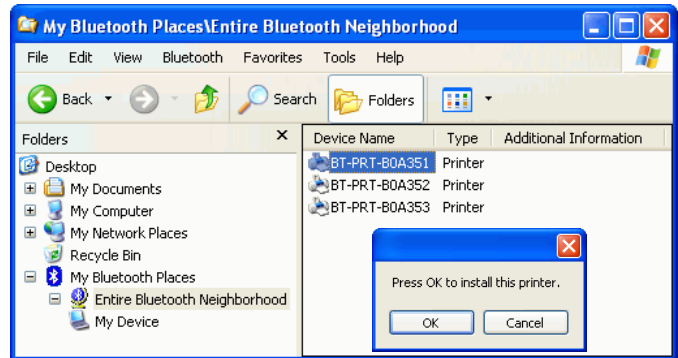 My Bluetooth Places\Entire Bluetooth Neighborhood
File Edit View Bluetooth Favorites Tools Help
Back Search Folders
Folders x
Desktop
My Documents
My Computer
My Network Places
Recycle Bin
My Bluetooth Places
Entire Bluetooth Neighborhood
My Device
Device Name Type Additional Information
BT-PRT-B0A351 Printer
BT-PRT-B0A352 Printer
BT-PRT-B0A353 Printer
Press OK to install this printer.
OK Cancel